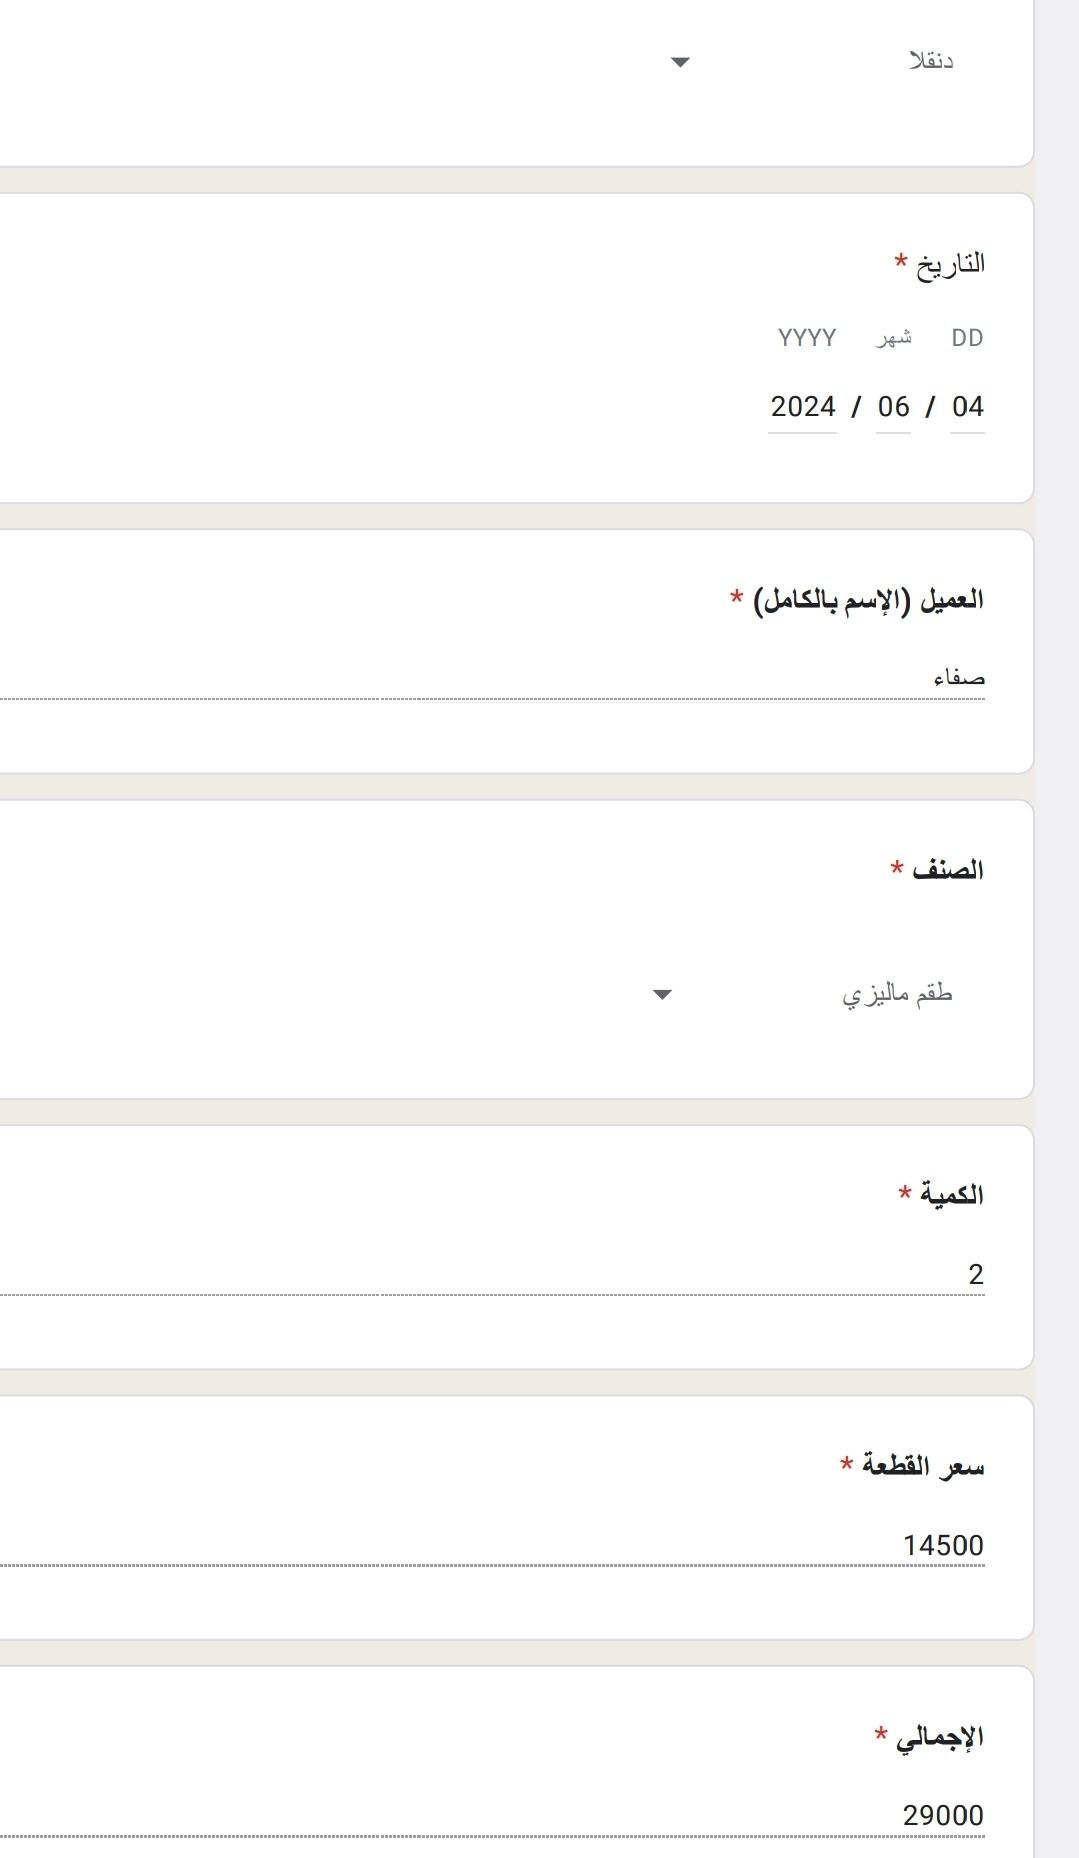 دنقلا
التاريخ *
DD شهر YYYY
04 / 06 / 2024
العميل (الإسم بالكامل) *
صفاء
الصنف *
طقم ماليزي
الكمية *
2
سعر القطعة *
14500
الإجمالي *
29000